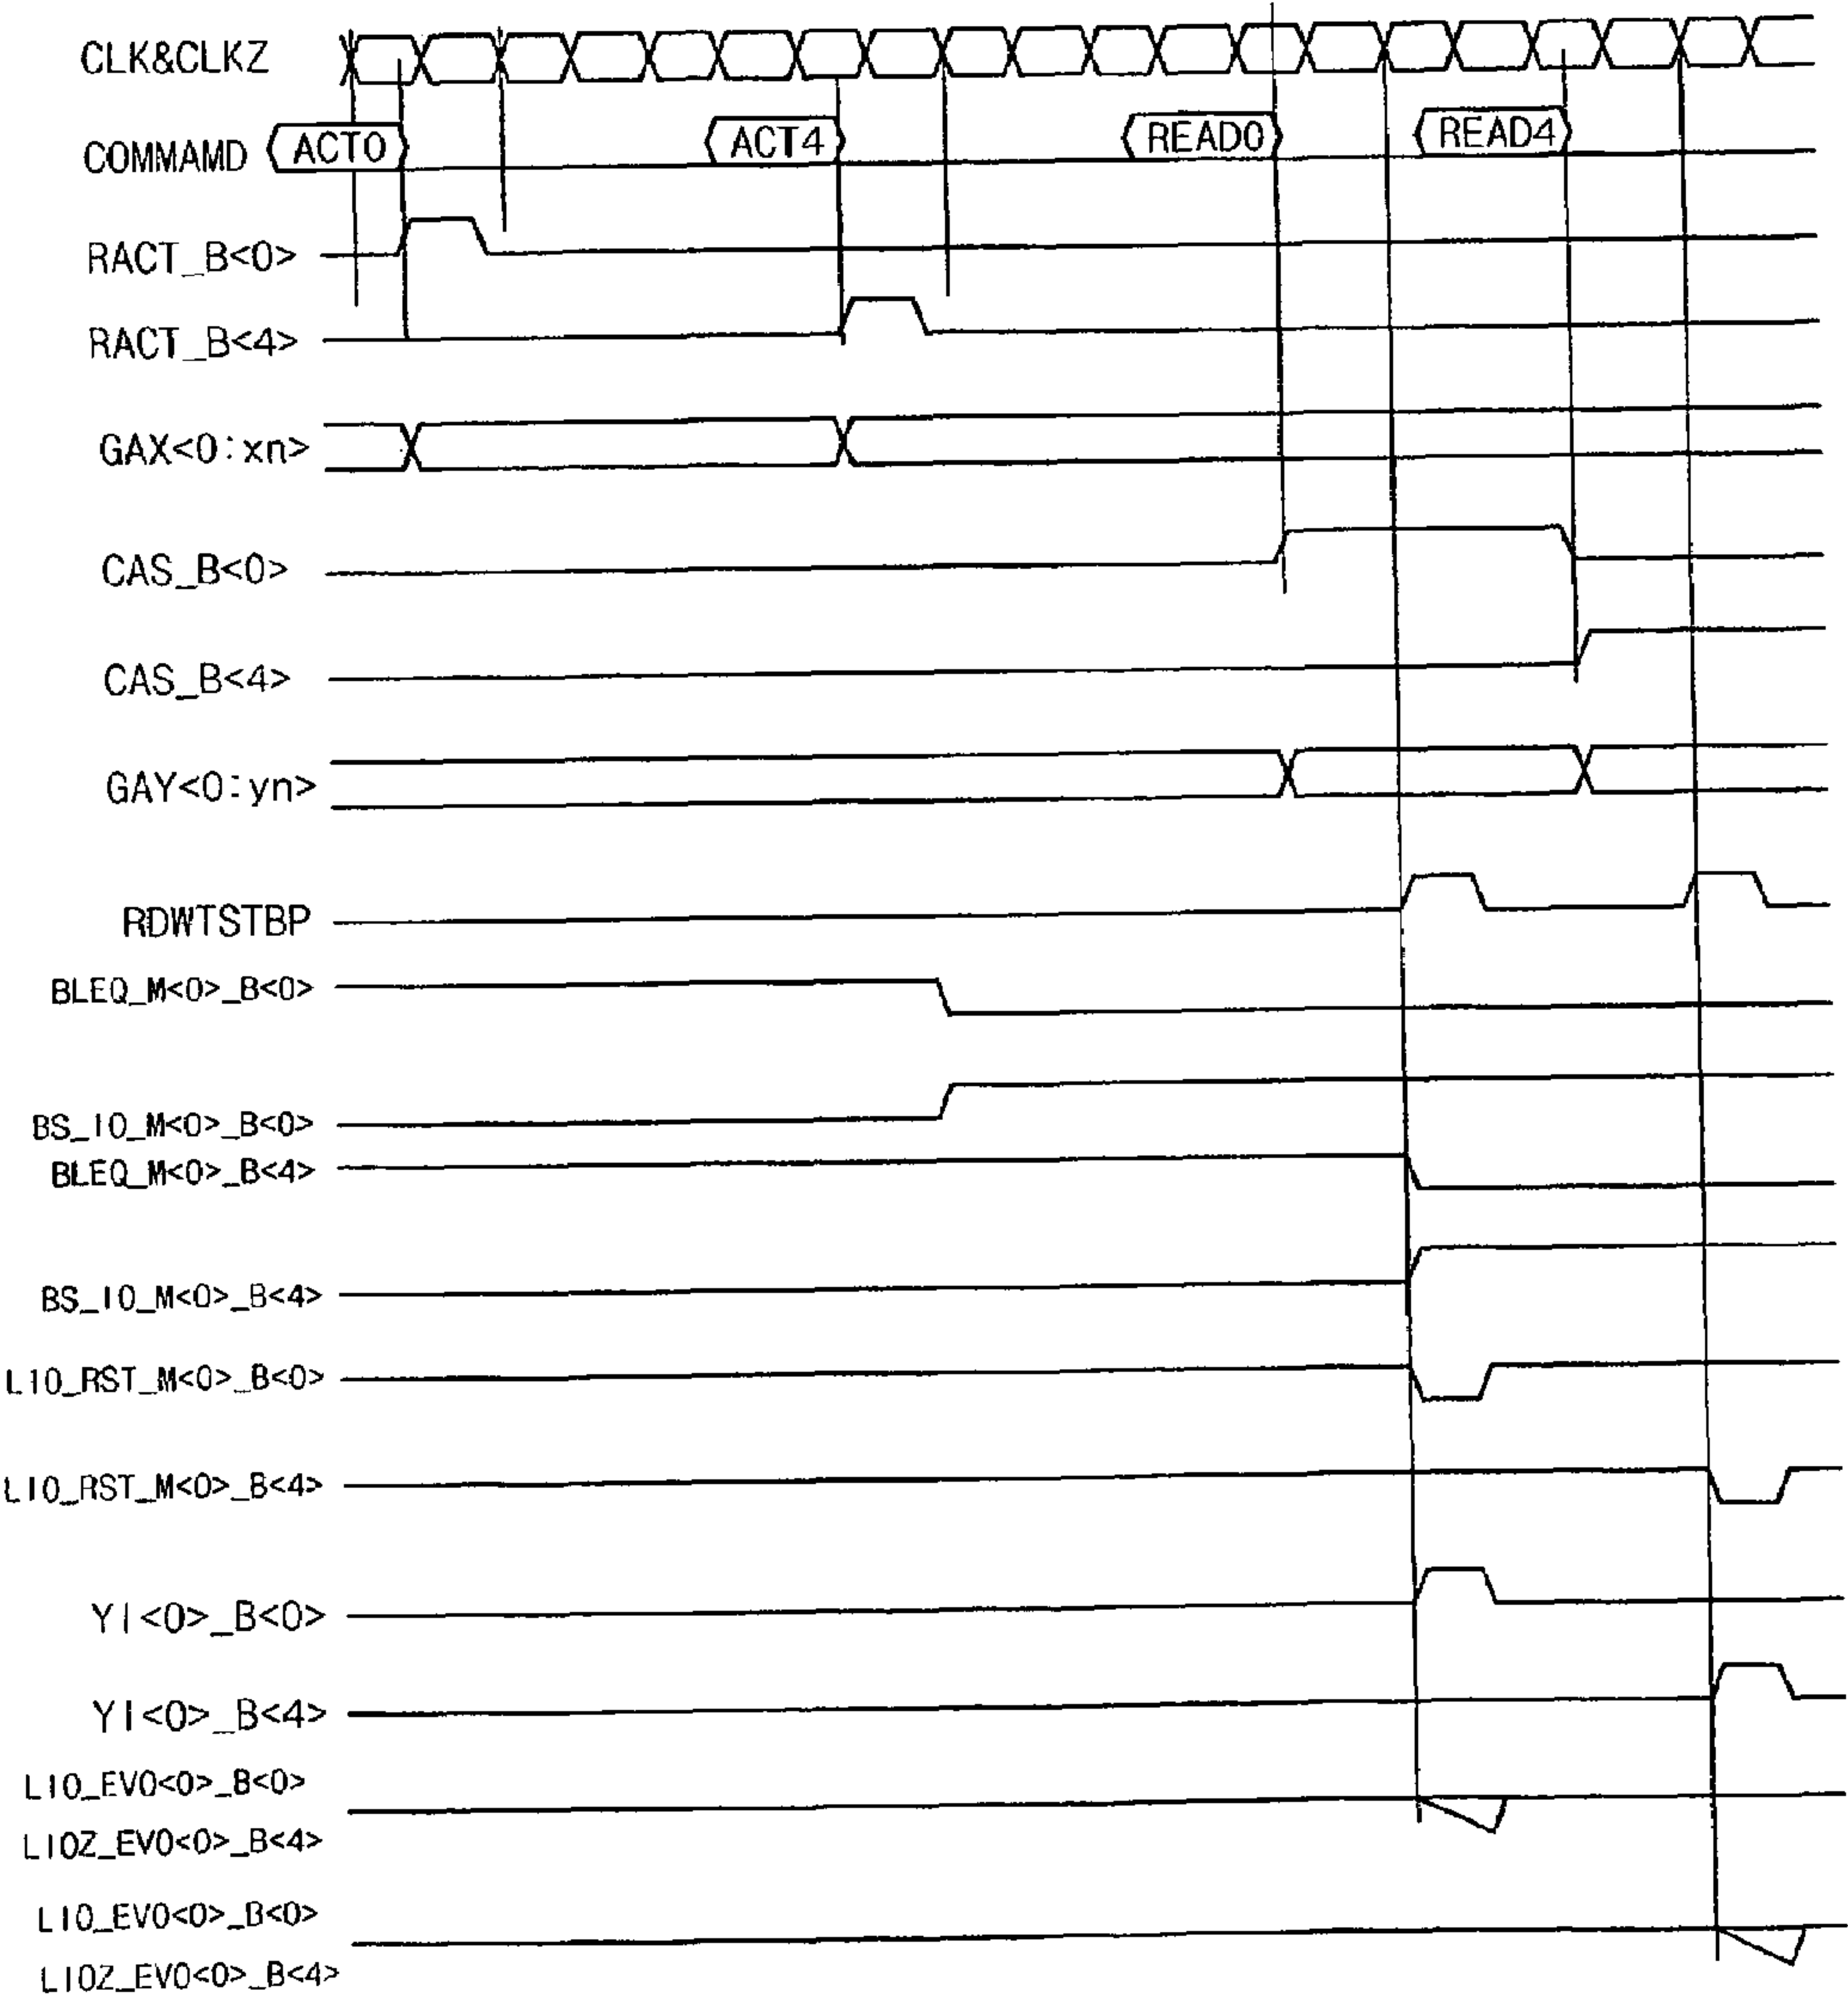 CLK&CLKZ
COMMAMD ACT0 ACT4 READ0 READ4
RACT_B<0>
RACT_B<4>
GAX<0:xn>
CAS_B<0>
CAS_B<4>
GAY<0:yn>
RDWTSTBP
BLEQ_M<0>_B<0>
BS_IO_M<0>_B<0>
BLEQ_M<0>_B<4>
BS_IO_M<0>_B<4>
LIO_RST_M<0>_B<0>
LIO_RST_M<0>_B<4>
YI<0>_B<0>
YI<0>_B<4>
LIO_EV0<0>_B<0>
LIOZ_EV0<0>_B<4>
LIO_EV0<0>_B<0>
LIOZ_EV0<0>_B<4>